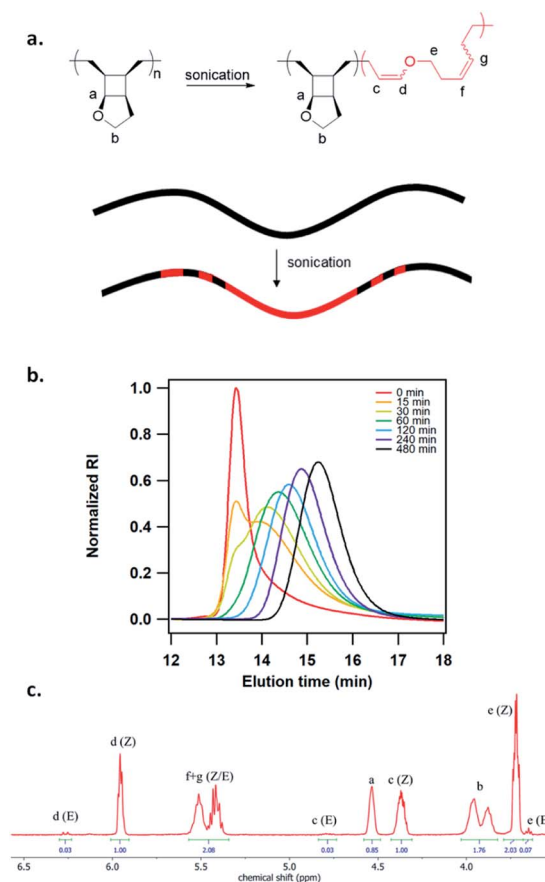 a.
n
sonication
a
O
b
a
O
b
c
d
O
e
f
g
sonication
b.
Normalized RI
1.0
0.8
0.6
0.4
0.2
0.0
0 min
15 min
30 min
60 min
120 min
240 min
480 min
12 13 14 15 16 17 18
Elution time (min)
c.
d (E)
d (Z)
f+g (Z/E)
c (E)
a
c (Z)
b
e (Z)
e (E
0.03 1.00 2.08 0.03 0.85 1.00 1.76 2.03 0.07
6.5 6.0 5.5 5.0 4.5 4.0
chemical shift (ppm)